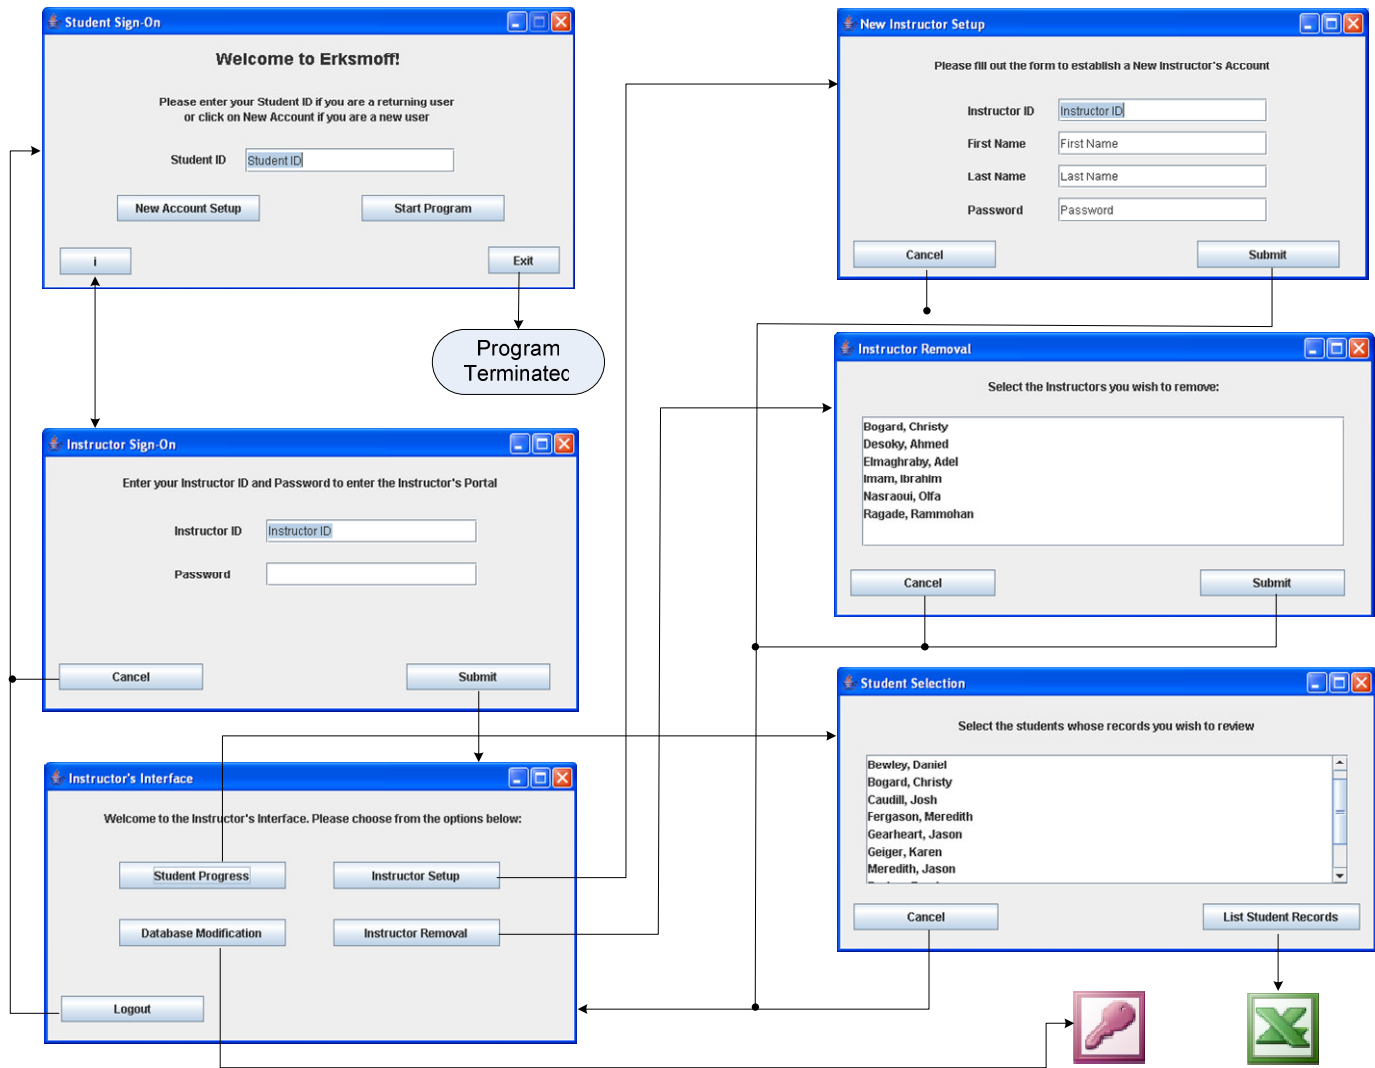 Student Sign-On
Welcome to Erksmoff!
Please enter your Student ID if you are a returning user
or click on New Account if you are a new user
Student ID
Student ID
New Account Setup
Start Program
i
Exit
Program
Terminated
Instructor Sign-On
Enter your Instructor ID and Password to enter the Instructor's Portal
Instructor ID
Instructor ID
Password
Cancel
Submit
Instructor's Interface
Welcome to the Instructor's Interface. Please choose from the options below:
Student Progress
Instructor Setup
Database Modification
Instructor Removal
Logout
New Instructor Setup
Please fill out the form to establish a New Instructor's Account
Instructor ID
Instructor ID
First Name
First Name
Last Name
Last Name
Password
Password
Cancel
Submit
Instructor Removal
Select the Instructors you wish to remove:
Bogard, Christy
Desoky, Ahmed
Elmaghraby, Adel
Imam, Ibrahim
Nasraoui, Olfa
Ragade, Rammohan
Cancel
Submit
Student Selection
Select the students whose records you wish to review
Bewley, Daniel
Bogard, Christy
Caudill, Josh
Fergason, Meredith
Gearheart, Jason
Geiger, Karen
Meredith, Jason
Cancel
List Student Records